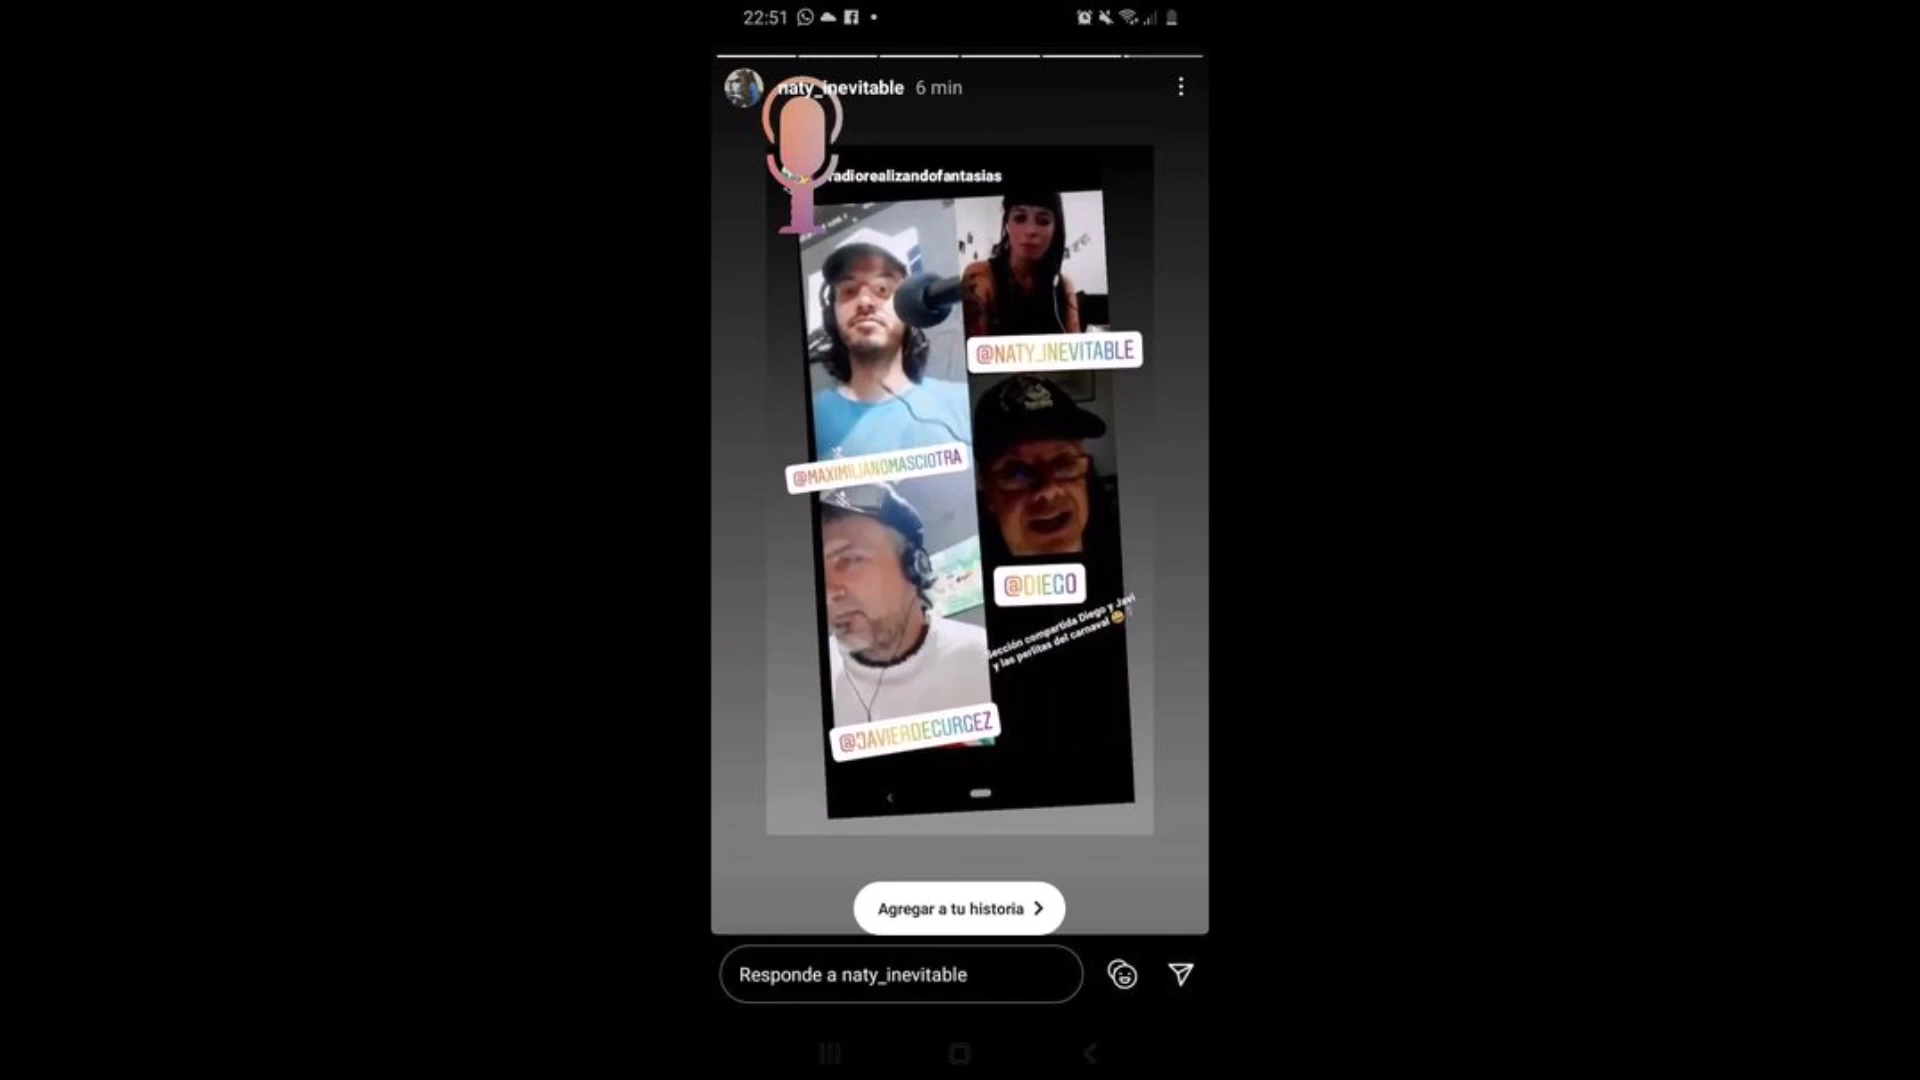 22:51
naty_inevitable 6 min
radiorealizandofantasias
@NATY_INEVITABLE
@MAXIMILIANOMASCIOTRA
@DIEGO
Sección compartida Diego y Javi
y las perlitas del carnaval
@JAVIERDECURGEZ
Agregar a tu historia
Responde a naty_inevitable